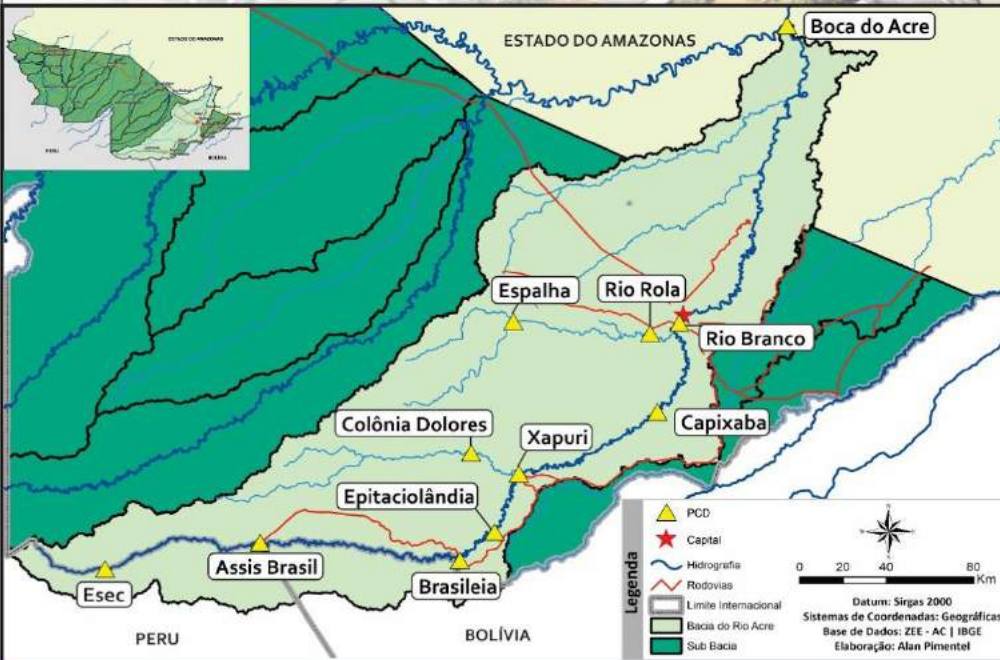 ESTADO DO AMAZONAS
PERU
BOLÍVIA
Boca do Acre
ESTADO DO AMAZONAS
Espalha
Rio Rola
Rio Branco
Capixaba
Colônia Dolores
Xapuri
Epitaciolândia
Assis Brasil
Brasileia
Esec
PERU
BOLÍVIA
Legenda
PCD
Capital
Hidrografia
Rodovias
Limite Internacional
Bacia do Rio Acre
Sub Bacia
0 20 40 80
Km
Datum: Sirgas 2000
Sistemas de Coordenadas: Geográficas
Base de Dados: ZEE - AC | IBGE
Elaboração: Alan Pimentel